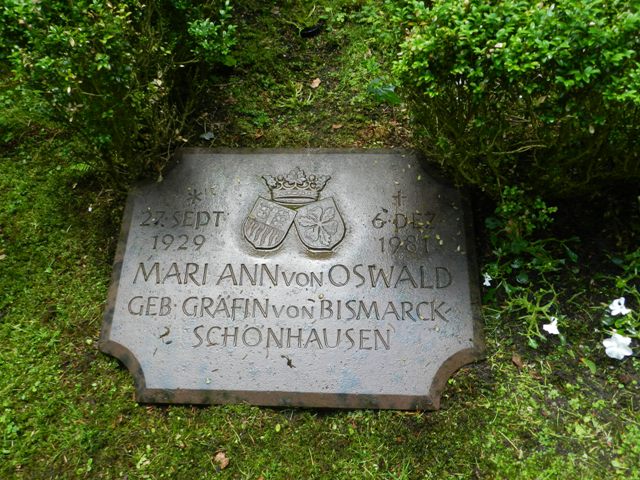 * 27. SEPT 1929
† 6. DEZ. 1981
MARI ANN VON OSWALD
GEB. GRÄFIN VON BISMARCK-
SCHÖNHAUSEN